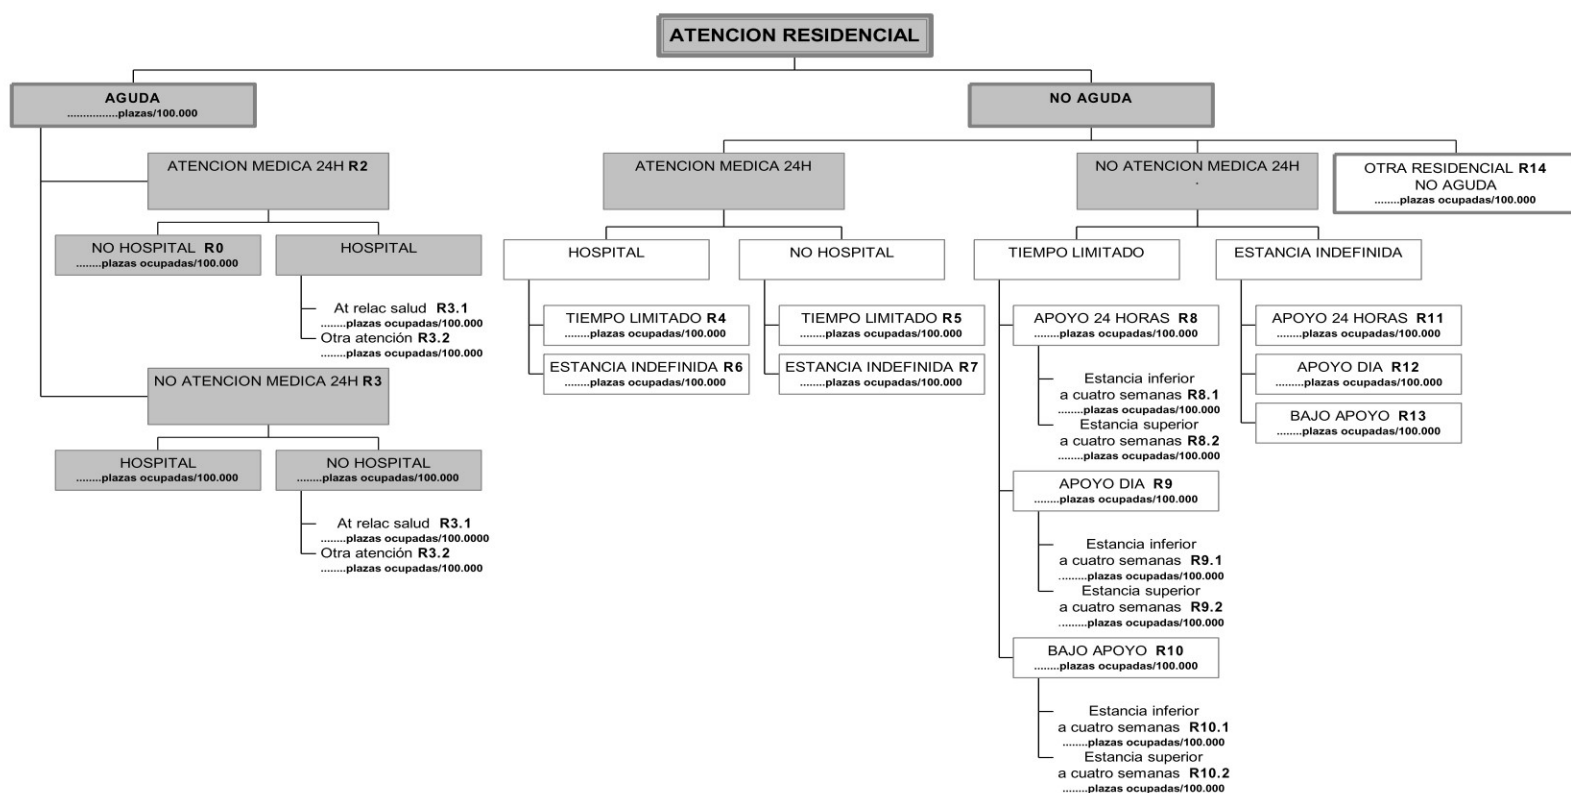 ATENCION RESIDENCIAL
AGUDA
................plazas/100.000
ATENCION MEDICA 24H R2
NO HOSPITAL R0
........plazas ocupadas/100.000
HOSPITAL
At relac salud R3.1
........plazas ocupadas/100.000
Otra atención R3.2
........plazas ocupadas/100.000
NO ATENCION MEDICA 24H R3
HOSPITAL
........plazas ocupadas/100.000
NO HOSPITAL
........plazas ocupadas/100.000
At relac salud R3.1
........plazas ocupadas/100.0000
Otra atención R3.2
........plazas ocupadas/100.000
NO AGUDA
ATENCION MEDICA 24H
HOSPITAL
TIEMPO LIMITADO R4
........plazas ocupadas/100.000
ESTANCIA INDEFINIDA R6
........plazas ocupadas/100.000
NO HOSPITAL
TIEMPO LIMITADO R5
........plazas ocupadas/100.000
ESTANCIA INDEFINIDA R7
........plazas ocupadas/100.000
NO ATENCION MEDICA 24H
.
TIEMPO LIMITADO
APOYO 24 HORAS R8
........plazas ocupadas/100.000
Estancia inferior
a cuatro semanas R8.1
........plazas ocupadas/100.000
Estancia superior
a cuatro semanas R8.2
........plazas ocupadas/100.000
APOYO DIA R9
........plazas ocupadas/100.000
Estancia inferior
a cuatro semanas R9.1
.........plazas ocupadas/100.000
Estancia superior
a cuatro semanas R9.2
.........plazas ocupadas/100.000
BAJO APOYO R10
........plazas ocupadas/100.000
Estancia inferior
a cuatro semanas R10.1
........plazas ocupadas/100.000
Estancia superior
a cuatro semanas R10.2
........plazas ocupadas/100.000
ESTANCIA INDEFINIDA
APOYO 24 HORAS R11
........plazas ocupadas/100.000
APOYO DIA R12
........plazas ocupadas/100.000
BAJO APOYO R13
........plazas ocupadas/100.000
OTRA RESIDENCIAL R14
NO AGUDA
........plazas ocupadas/100.000